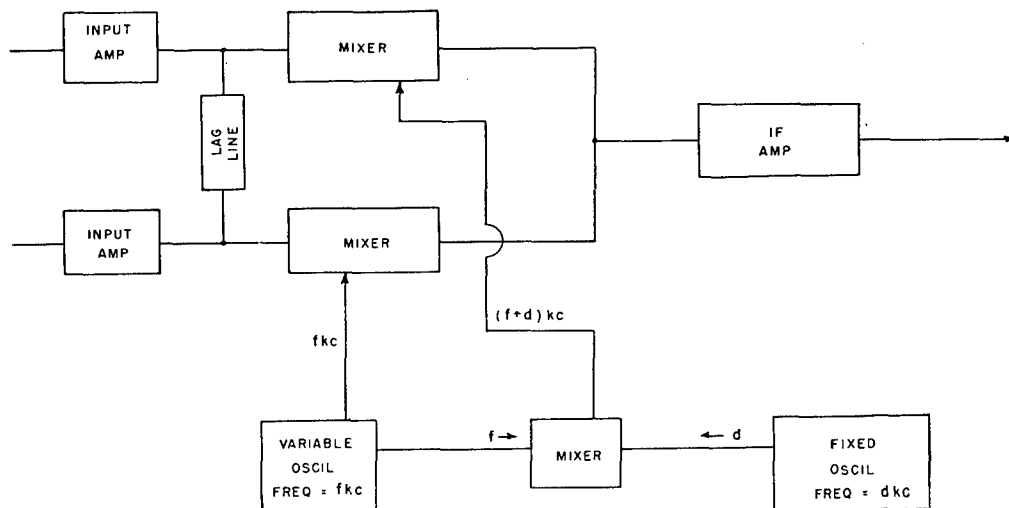 INPUT
AMP
MIXER
LAG
LINE
IF
AMP
INPUT
AMP
MIXER
(f+d)kc
fkc
VARIABLE
OSCIL
FREQ = fkc
f →
MIXER
← d
FIXED
OSCIL
FREQ = dkc